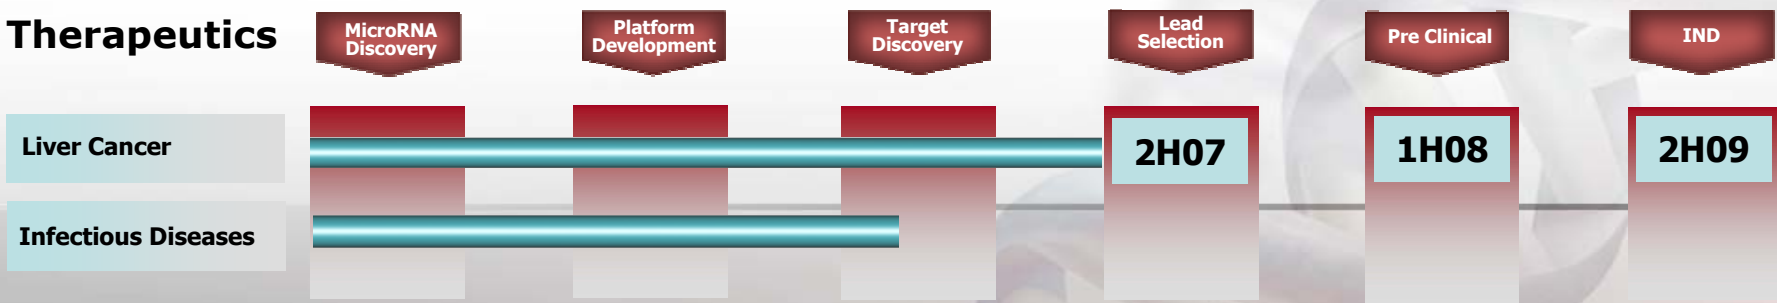 Therapeutics
MicroRNA
Discovery
Platform
Development
Target
Discovery
Lead
Selection
Pre Clinical
IND
Liver Cancer
2H07
1H08
2H09
Infectious Diseases